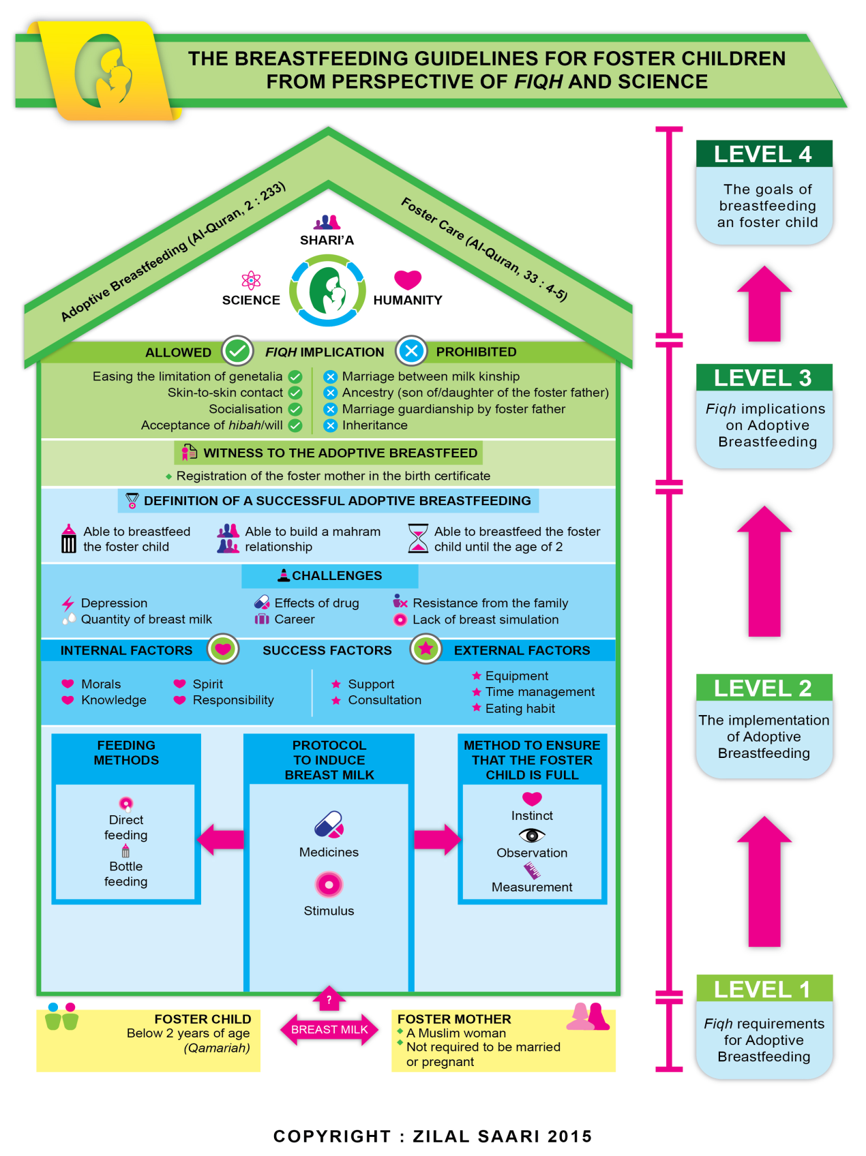 THE BREASTFEEDING GUIDELINES FOR FOSTER CHILDREN
FROM PERSPECTIVE OF FIQH AND SCIENCE
Adoptive Breastfeeding (Al-Quran, 2 : 233)
Foster Care (Al-Quran, 33 : 4-5)
SHARI'A
SCIENCE
HUMANITY
ALLOWED
FIQH IMPLICATION
PROHIBITED
Easing the limitation of genetalia
Skin-to-skin contact
Socialisation
Acceptance of hibah/will
Marriage between milk kinship
Ancestry (son of/daughter of the foster father)
Marriage guardianship by foster father
Inheritance
WITNESS TO THE ADOPTIVE BREASTFEED
Registration of the foster mother in the birth certificate
DEFINITION OF A SUCCESSFUL ADOPTIVE BREASTFEEDING
Able to breastfeed
the foster child
Able to build a mahram
relationship
Able to breastfeed the foster
child until the age of 2
CHALLENGES
Depression
Quantity of breast milk
Effects of drug
Career
Resistance from the family
Lack of breast simulation
INTERNAL FACTORS
SUCCESS FACTORS
EXTERNAL FACTORS
Morals
Knowledge
Spirit
Responsibility
Support
Consultation
Equipment
Time management
Eating habit
FEEDING
METHODS
Direct
feeding
Bottle
feeding
PROTOCOL
TO INDUCE
BREAST MILK
Medicines
Stimulus
METHOD TO ENSURE
THAT THE FOSTER
CHILD IS FULL
Instinct
Observation
Measurement
?
FOSTER CHILD
Below 2 years of age
(Qamariah)
BREAST MILK
FOSTER MOTHER
A Muslim woman
Not required to be married
or pregnant
LEVEL 4
The goals of
breastfeeding
an foster child
LEVEL 3
Fiqh implications
on Adoptive
Breastfeeding
LEVEL 2
The implementation
of Adoptive
Breastfeeding
LEVEL 1
Fiqh requirements
for Adoptive
Breastfeeding
COPYRIGHT : ZILAL SAARI 2015